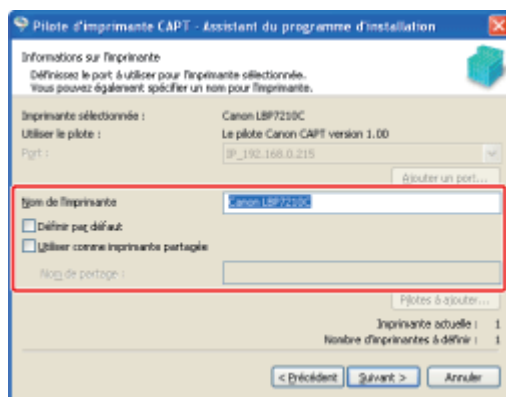 Pilote d'imprimante CAPT - Assistant du programme d'installation
Informations sur l'imprimante
Définissez le port à utiliser pour l'imprimante sélectionnée.
Vous pouvez également spécifier un nom pour l'imprimante.
Imprimante sélectionnée : Canon LBP7210C
Utiliser le pilote : Le pilote Canon CAPT version 1.00
Port : IP_192.168.0.215
Ajouter un port...
Nom de l'imprimante Canon LBP7210C
Définir par défaut
Utiliser comme imprimante partagée
Nom de partage :
Pilotes à ajouter...
Imprimante actuelle : 1
Nombre d'imprimantes à définir : 1
< Précédent Suivant > Annuler